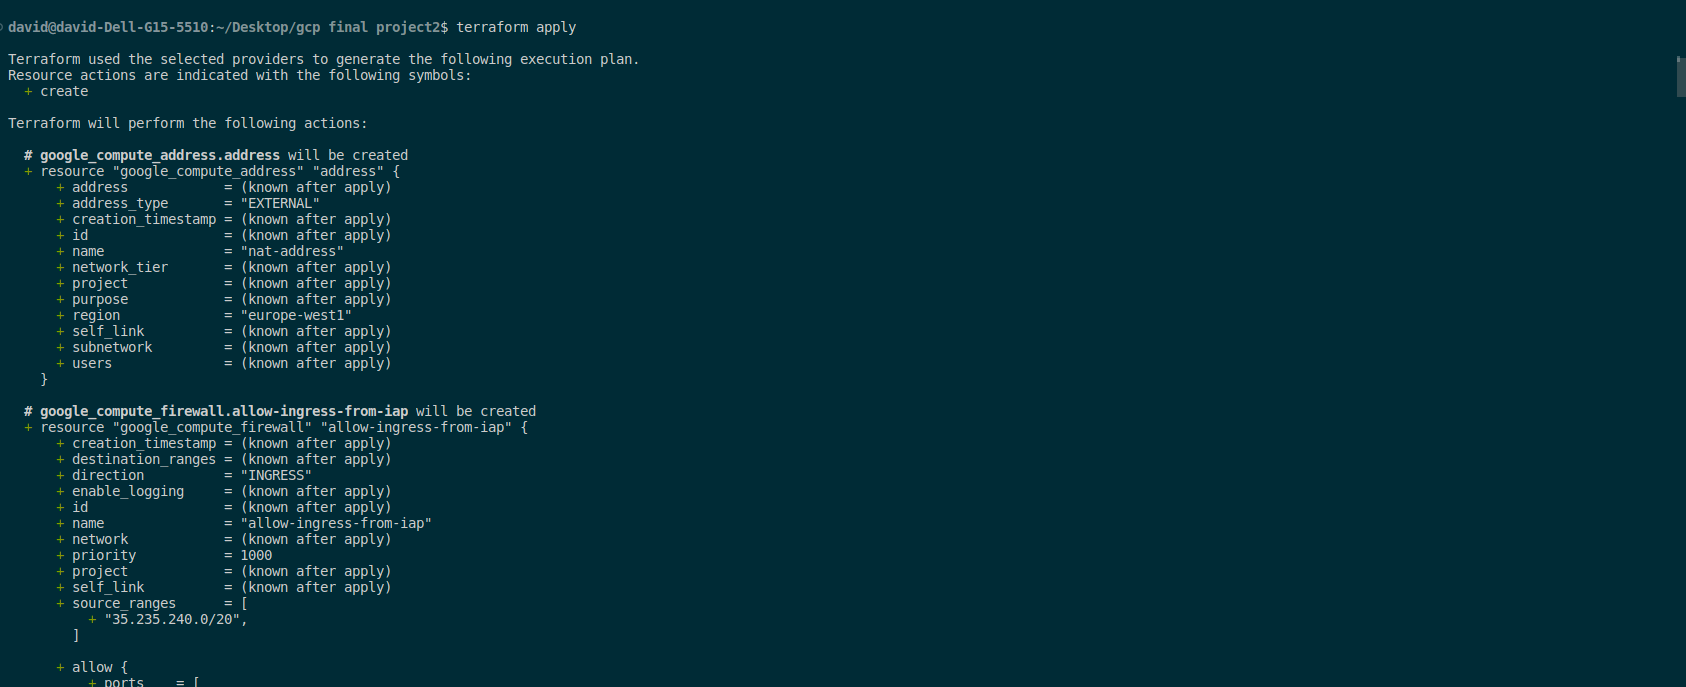 david@david-Dell-G15-5510:~/Desktop/gcp final project2$ terraform apply
Terraform used the selected providers to generate the following execution plan.
Resource actions are indicated with the following symbols:
  + create
Terraform will perform the following actions:
  # google_compute_address.address will be created
  + resource "google_compute_address" "address" {
      + address            = (known after apply)
      + address_type       = "EXTERNAL"
      + creation_timestamp = (known after apply)
      + id                 = (known after apply)
      + name               = "nat-address"
      + network_tier       = (known after apply)
      + project            = (known after apply)
      + purpose            = (known after apply)
      + region             = "europe-west1"
      + self_link          = (known after apply)
      + subnetwork         = (known after apply)
      + users              = (known after apply)
    }
  # google_compute_firewall.allow-ingress-from-iap will be created
  + resource "google_compute_firewall" "allow-ingress-from-iap" {
      + creation_timestamp = (known after apply)
      + destination_ranges = (known after apply)
      + direction          = "INGRESS"
      + enable_logging     = (known after apply)
      + id                 = (known after apply)
      + name               = "allow-ingress-from-iap"
      + network            = (known after apply)
      + priority           = 1000
      + project            = (known after apply)
      + self_link          = (known after apply)
      + source_ranges      = [
          + "35.235.240.0/20",
        ]
      + allow {
          + ports    = [